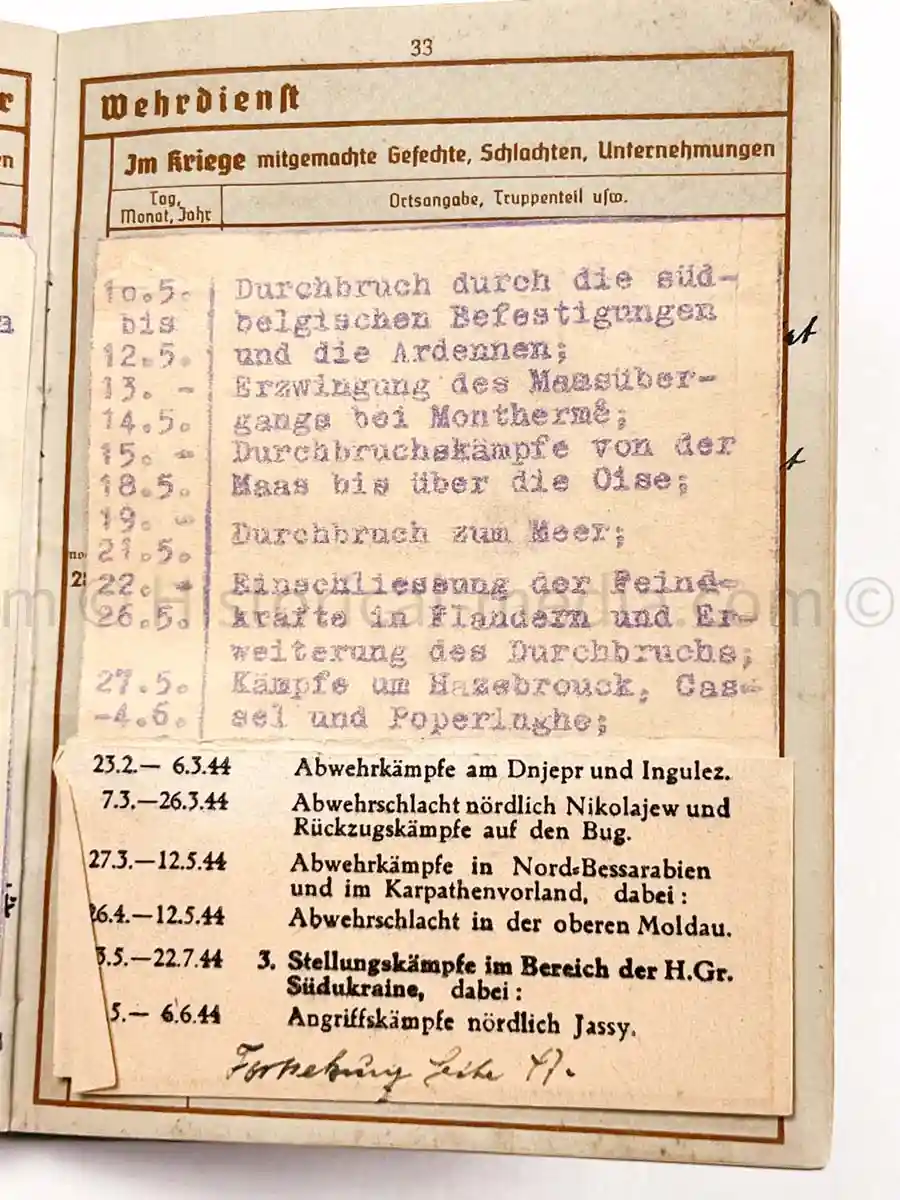 33
Wehrdienst
Im Kriege mitgemachte Gefechte, Schlachten, Unternehmungen
Tag, Monat, Jahr
Ortsangabe, Truppenteil usw.
10.5. Durchbruch durch die süd-
bis belgischen Befestigungen
12.5. und die Ardennen;
13. - Erzwingung des Maasüber-
14.5. gangs bei Monthermê;
15. - Durchbruchskämpfe von der
18.5. Maas bis über die Oise;
19. -
21.5. Durchbruch zum Meer;
22. - Einschliessung der Feind-
26.5. kräfte in Flandern und Er-
weiterung des Durchbruchs;
27.5. Kämpfe um Hazebrouck, Cas-
-4.6. sel und Poperinghe;
23.2.— 6.3.44 Abwehrkämpfe am Dnjepr und Ingulez.
7.3.—26.3.44 Abwehrschlacht nördlich Nikolajew und
Rückzugskämpfe auf den Bug.
27.3.—12.5.44 Abwehrkämpfe in Nord-Bessarabien
und im Karpathenvorland, dabei:
26.4.—12.5.44 Abwehrschlacht in der oberen Moldau.
3.5.—22.7.44 3. Stellungskämpfe im Bereich der H.Gr.
Südukraine, dabei:
5.— 6.6.44 Angriffskämpfe nördlich Jassy.
Fortsetzung Seite 47.